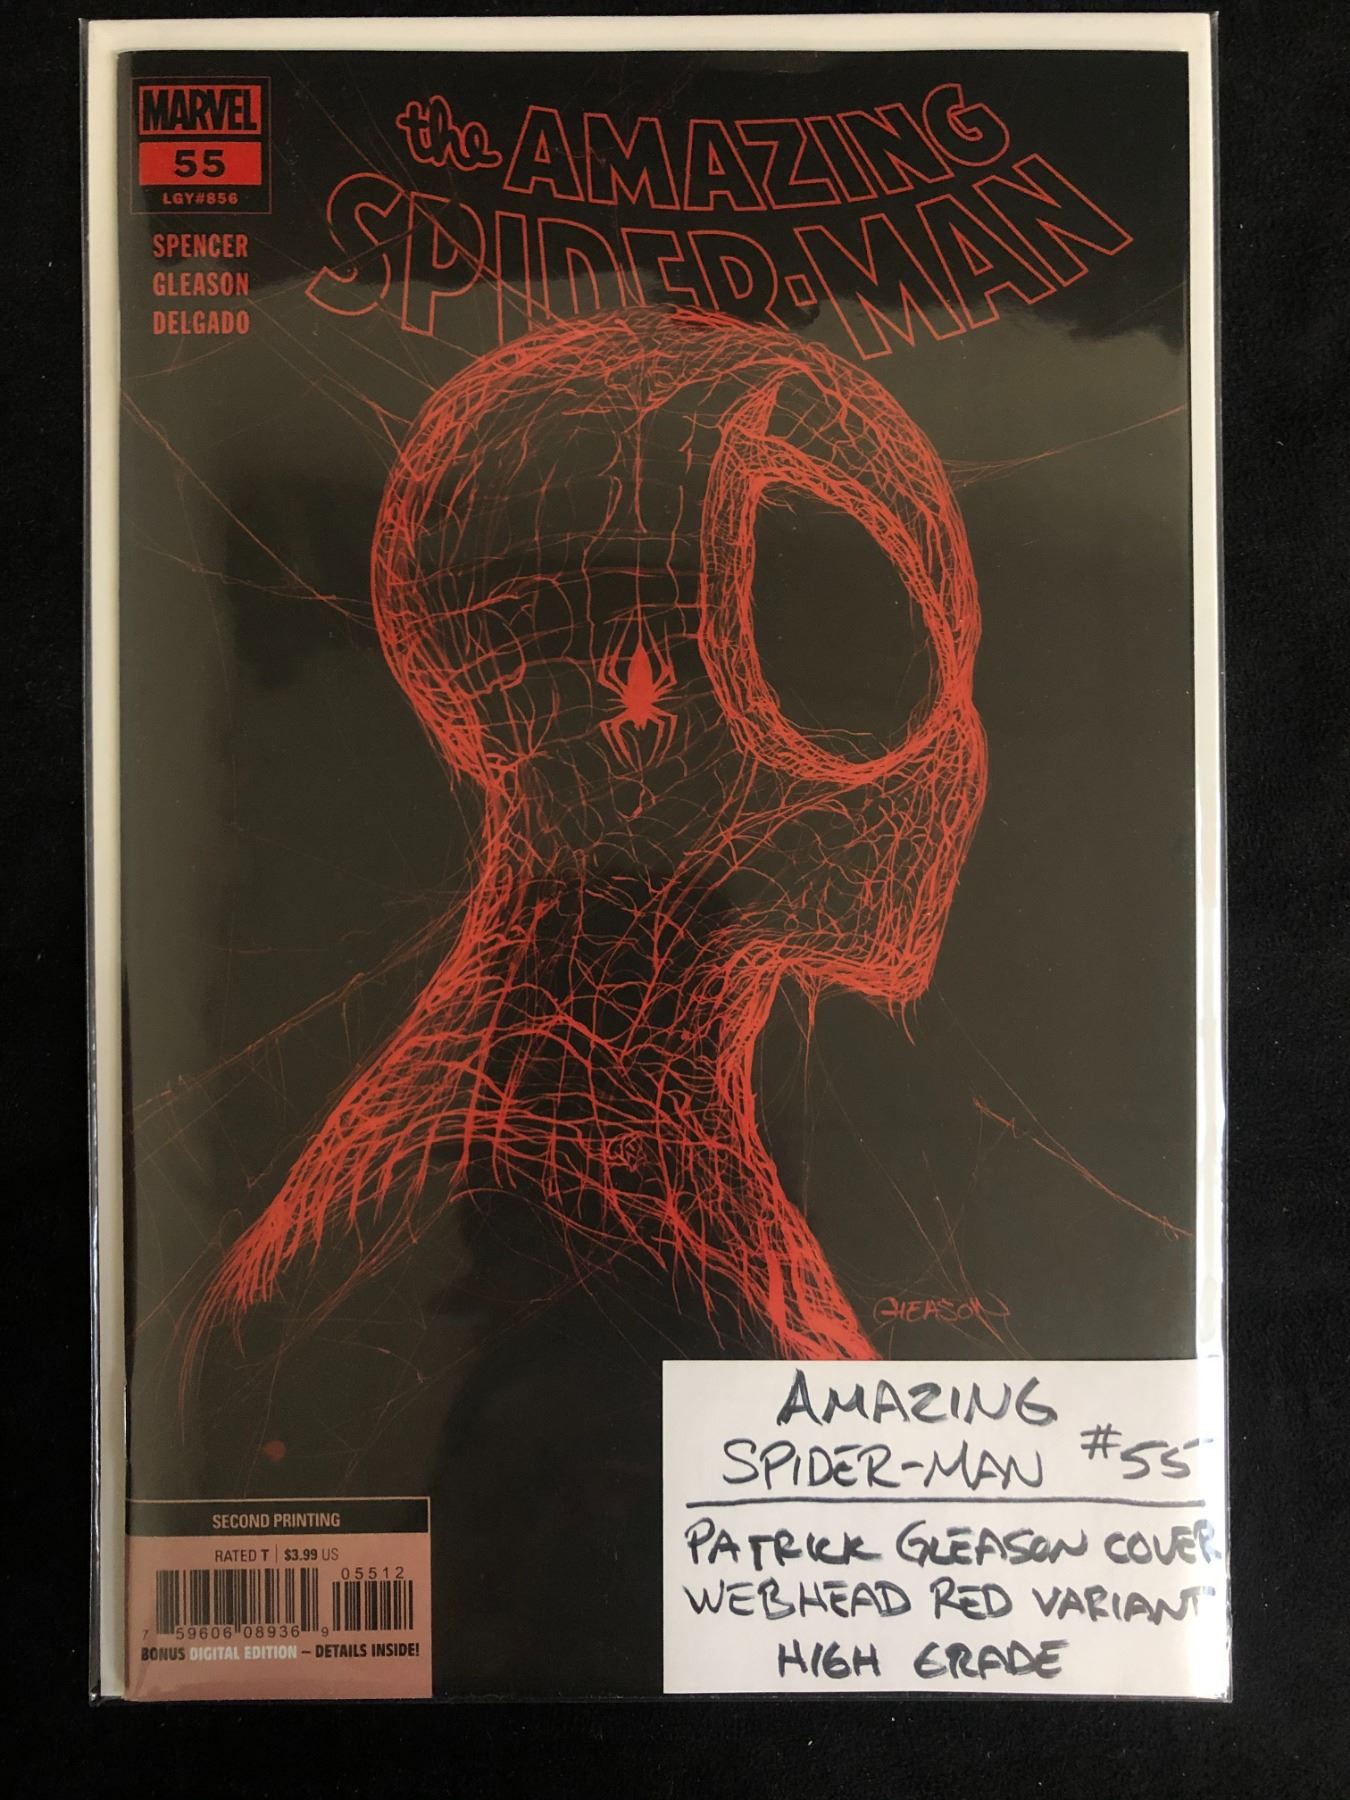 MARVEL
55
LGY#856
SPENCER
GLEASON
DELGADO
the AMAZING
SPIDER-MAN
GLEASON
AMAZING
SPIDER-MAN #55
PATRICK GLEASON COVER
WEBHEAD RED VARIANT
HIGH GRADE
SECOND PRINTING
RATED T | $3.99 US
05512
7 59606 08936 9
BONUS DIGITAL EDITION – DETAILS INSIDE!